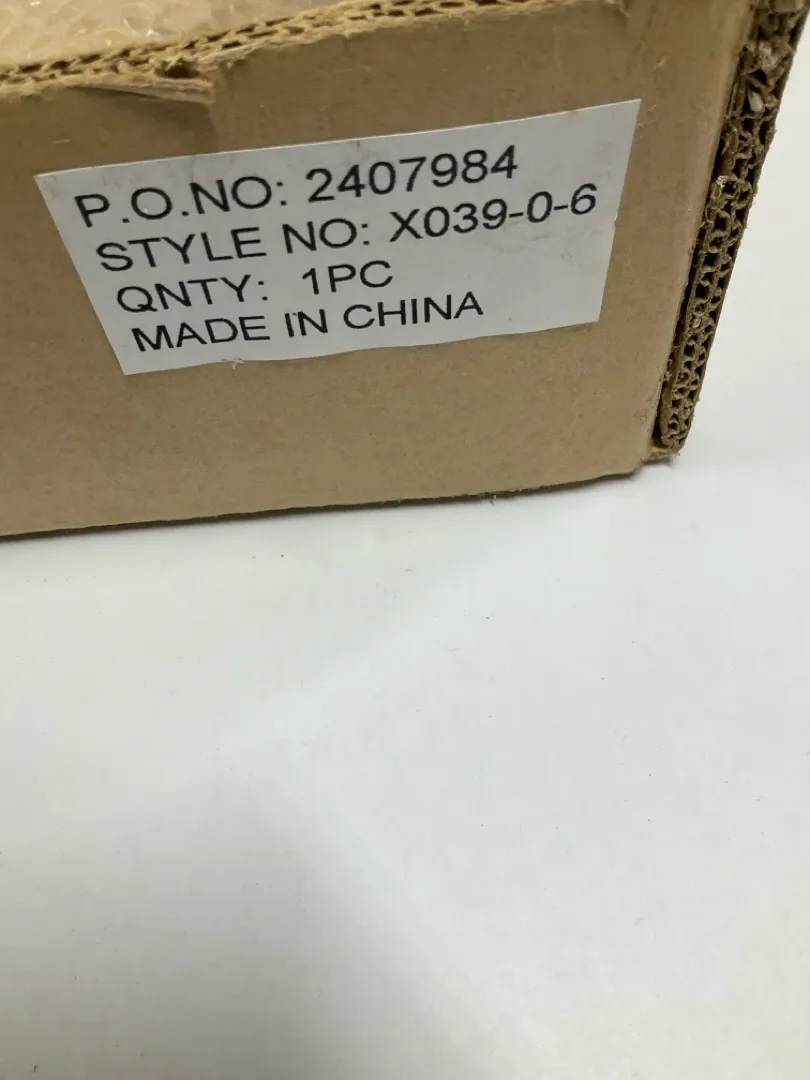 P.O.NO: 2407984
STYLE NO: X039-0-6
QNTY: 1PC
MADE IN CHINA